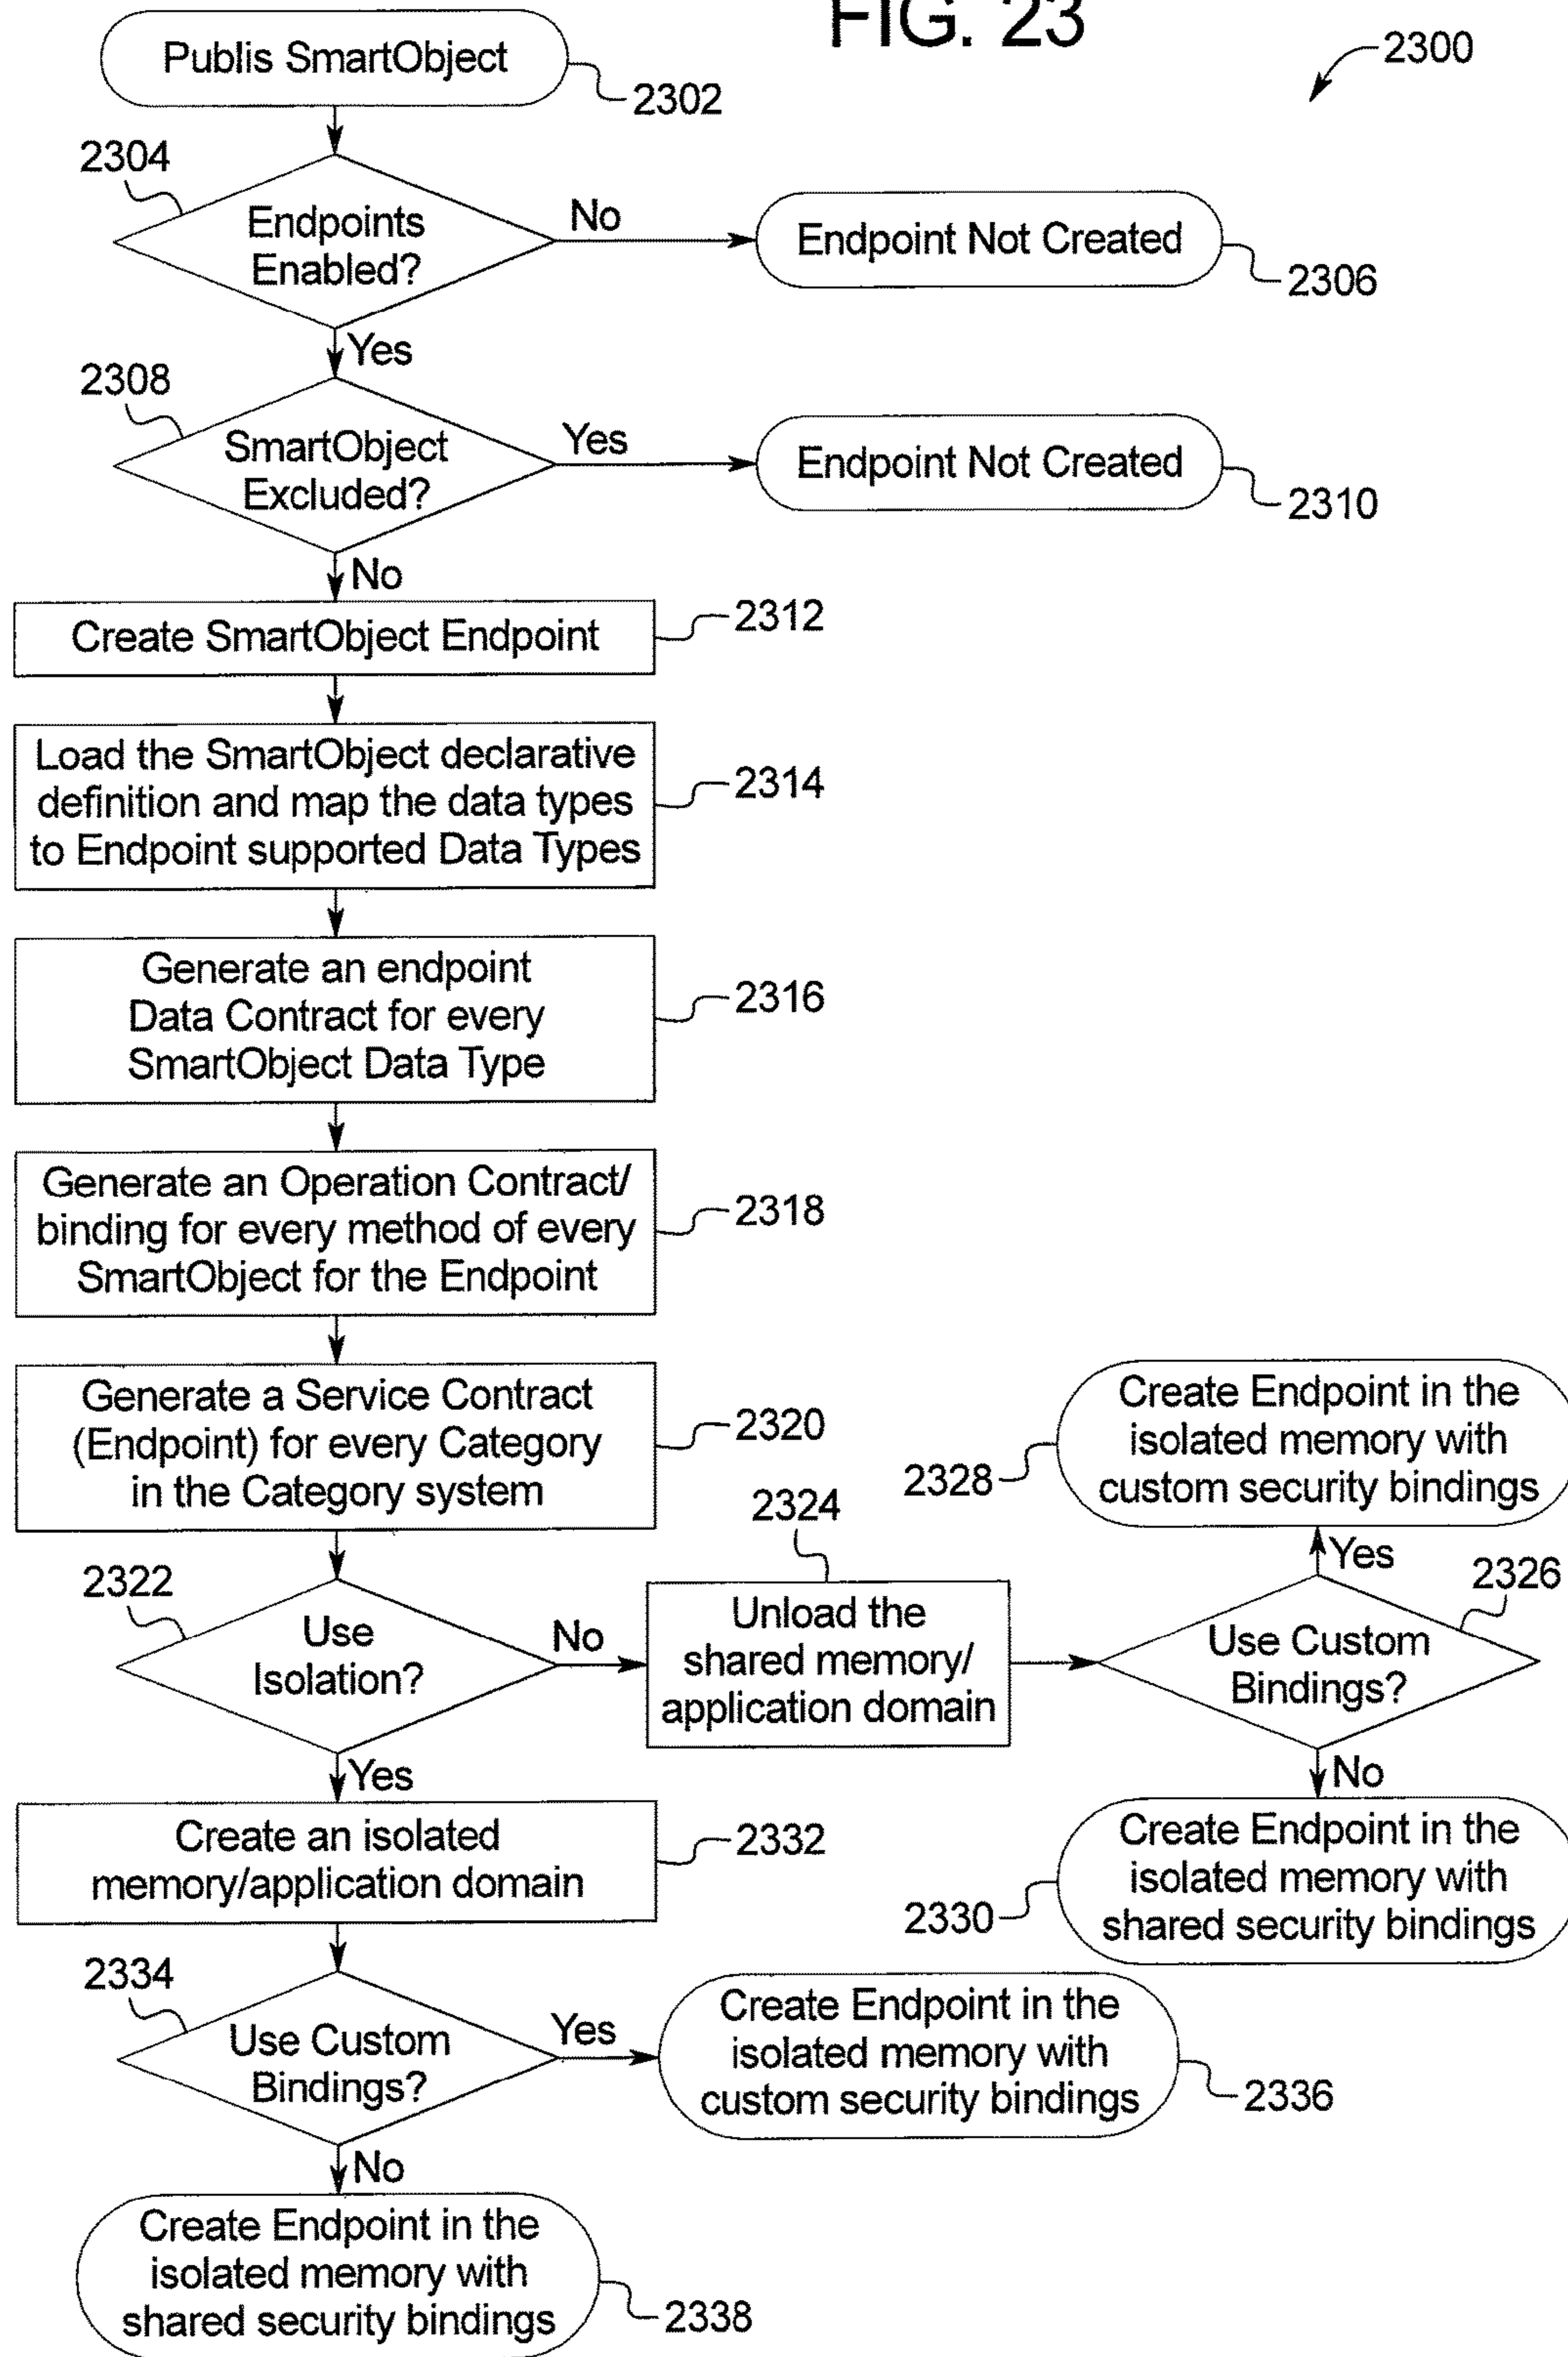 FIG. 23
2300
Publis SmartObject
2302
2304
Endpoints
Enabled?
No
Endpoint Not Created
2306
Yes
2308
SmartObject
Excluded?
Yes
Endpoint Not Created
2310
No
Create SmartObject Endpoint
2312
Load the SmartObject declarative
definition and map the data types
to Endpoint supported Data Types
2314
Generate an endpoint
Data Contract for every
SmartObject Data Type
2316
Generate an Operation Contract/
binding for every method of every
SmartObject for the Endpoint
2318
Generate a Service Contract
(Endpoint) for every Category
in the Category system
2320
2322
Use
Isolation?
No
2324
Unload the
shared memory/
application domain
2326
Use Custom
Bindings?
Yes
2328
Create Endpoint in the
isolated memory with
custom security bindings
No
2330
Create Endpoint in the
isolated memory with
shared security bindings
Yes
Create an isolated
memory/application domain
2332
2334
Use Custom
Bindings?
Yes
Create Endpoint in the
isolated memory with
custom security bindings
2336
No
Create Endpoint in the
isolated memory with
shared security bindings
2338